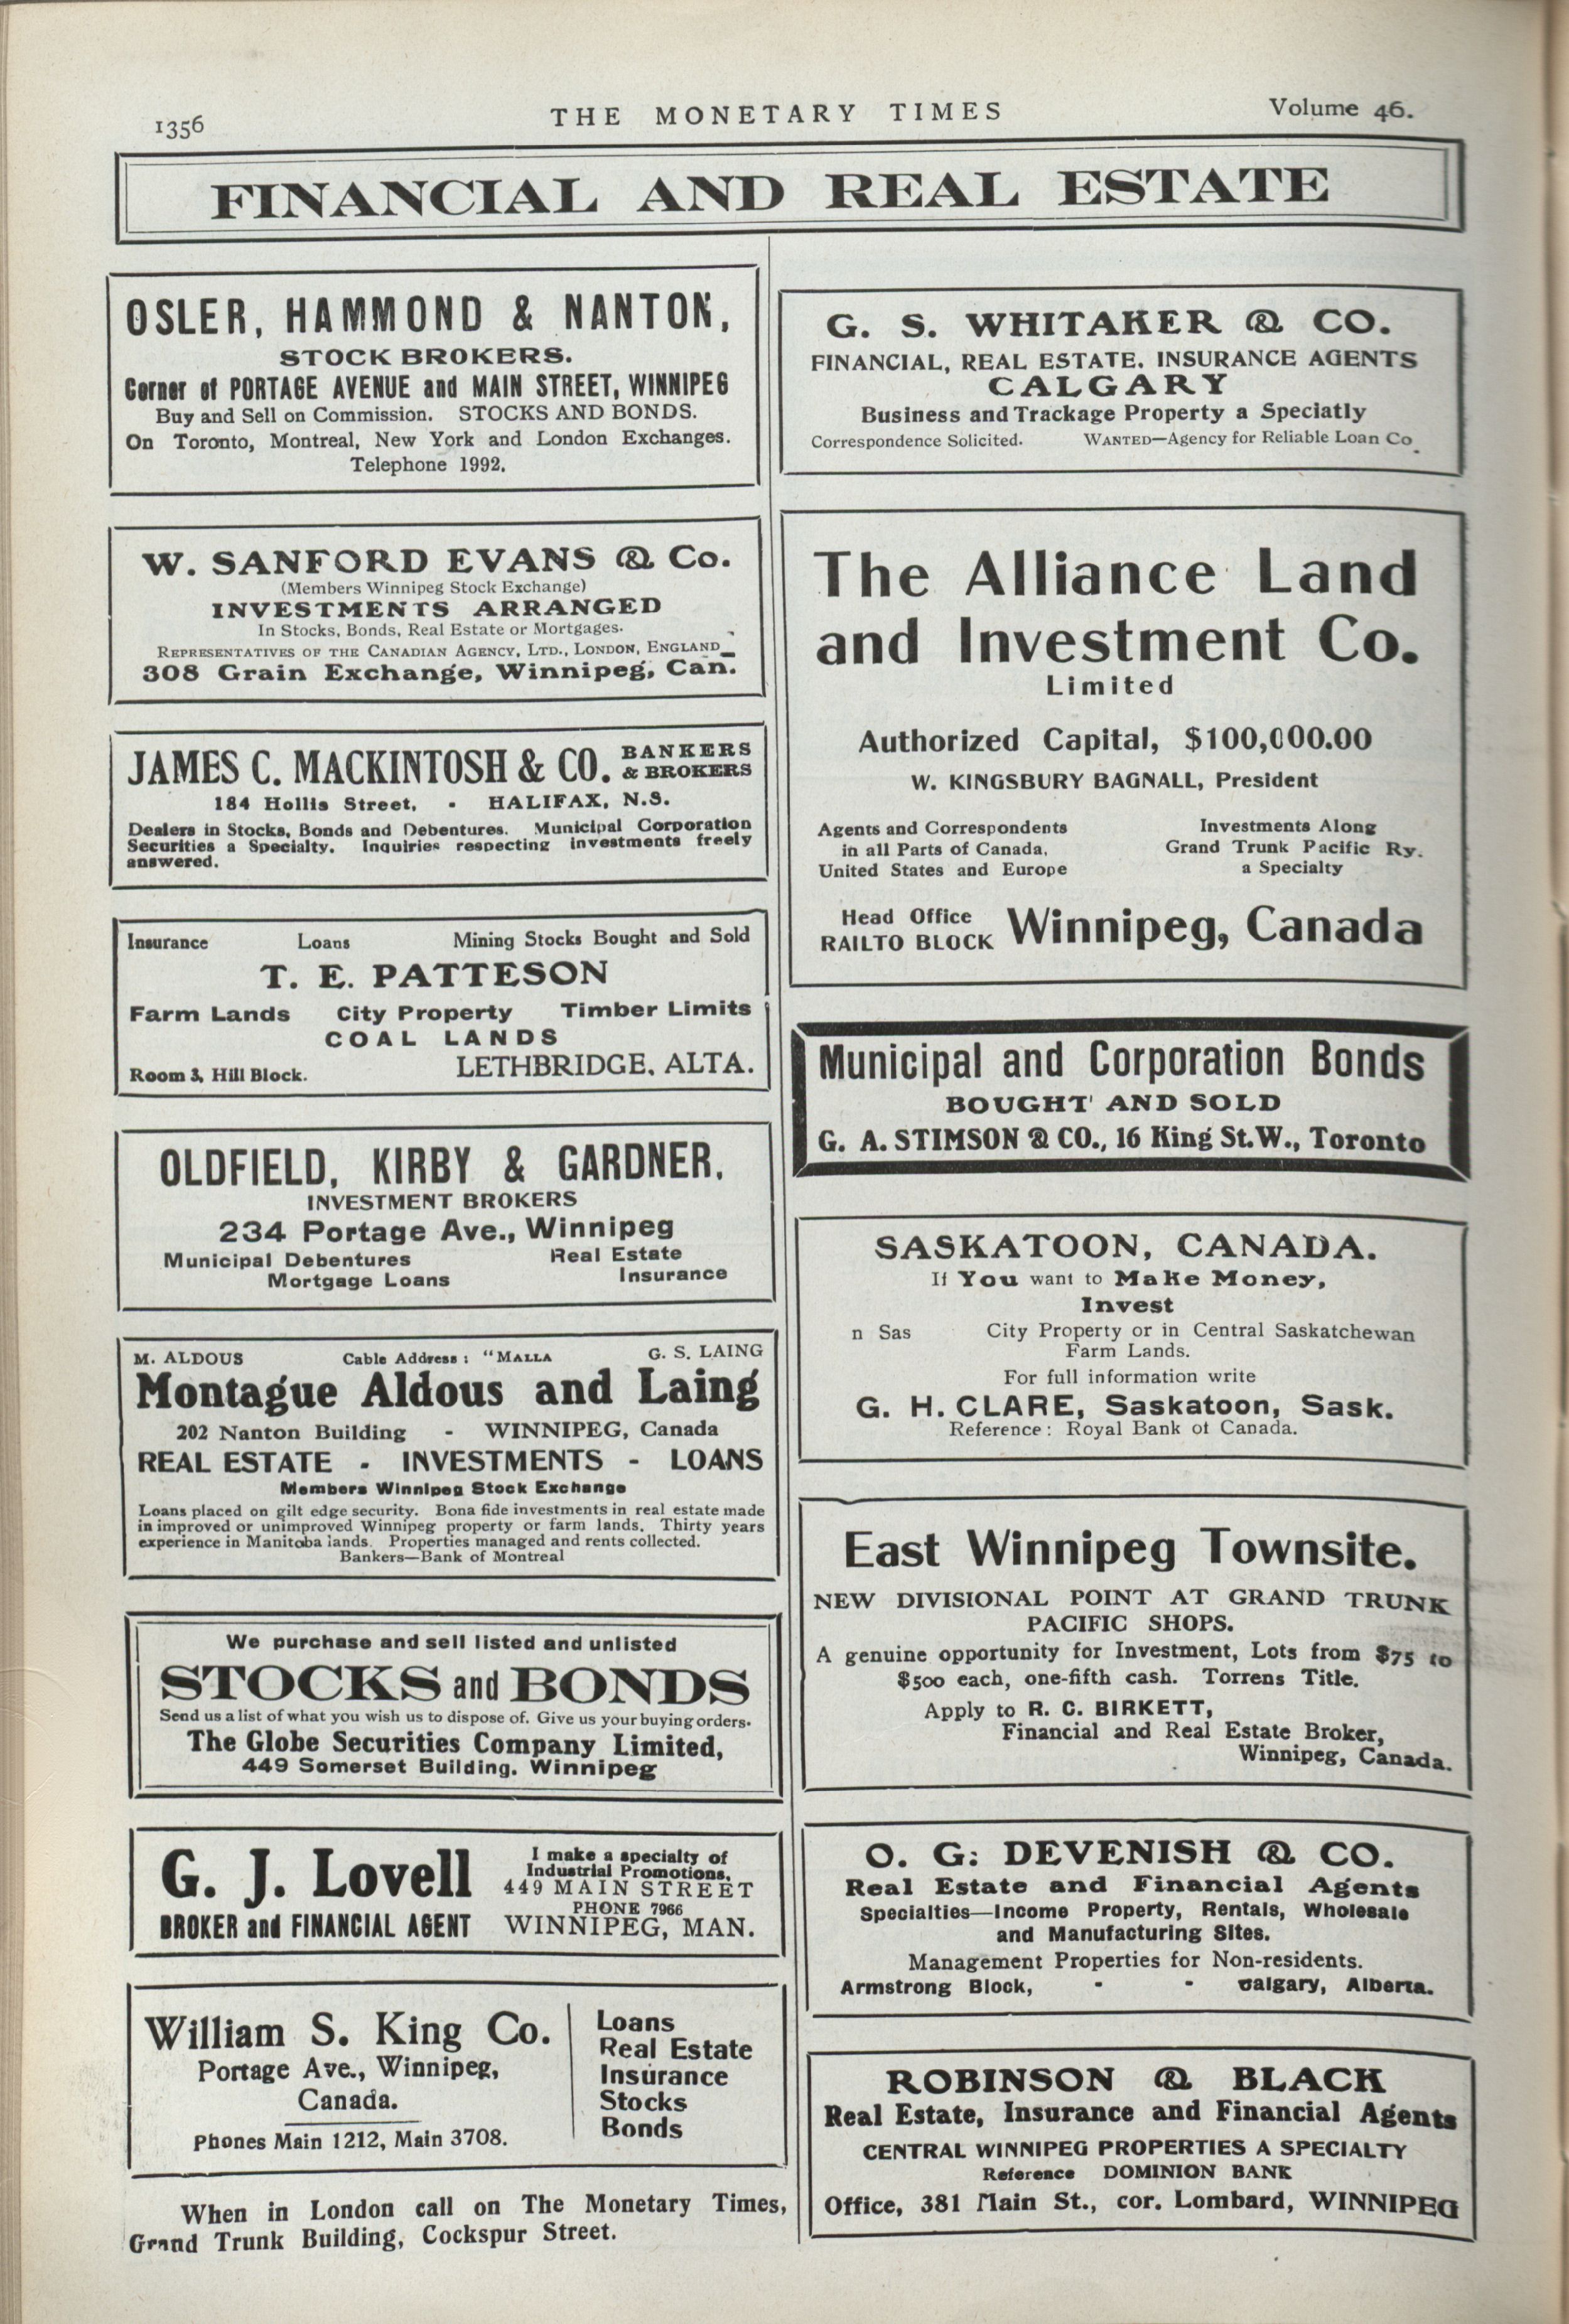 1356
THE MONETARY TIMES
Volume 46.
FINANCIAL AND REAL ESTATE
OSLER, HAMMOND & NANTON,
STOCK BROKERS.
Corner of PORTAGE AVENUE and MAIN STREET, WINNIPEG
Buy and Sell on Commission. STOCKS AND BONDS.
On Toronto, Montreal, New York and London Exchanges.
Telephone 1992.
W. SANFORD EVANS & Co.
(Members Winnipeg Stock Exchange)
INVESTMENTS ARRANGED
In Stocks, Bonds, Real Estate or Mortgages.
REPRESENTATIVES OF THE CANADIAN AGENCY, LTD., LONDON, ENGLAND
308 Grain Exchange, Winnipeg, Can.
JAMES C. MACKINTOSH & CO. BANKERS
& BROKERS
184 Hollis Street, - HALIFAX, N.S.
Dealers in Stocks, Bonds and Debentures. Municipal Corporation
Securities a Specialty. Inquiries respecting investments freely
answered.
Insurance Loans Mining Stocks Bought and Sold
T. E. PATTESON
Farm Lands City Property Timber Limits
COAL LANDS
Room 3, Hill Block. LETHBRIDGE, ALTA.
OLDFIELD, KIRBY & GARDNER,
INVESTMENT BROKERS
234 Portage Ave., Winnipeg
Municipal Debentures Real Estate
Mortgage Loans Insurance
M. ALDOUS Cable Address: "MALLA G. S. LAING
Montague Aldous and Laing
202 Nanton Building - WINNIPEG, Canada
REAL ESTATE - INVESTMENTS - LOANS
Members Winnipeg Stock Exchange
Loans placed on gilt edge security. Bona fide investments in real estate made
in improved or unimproved Winnipeg property or farm lands. Thirty years
experience in Manitoba lands. Properties managed and rents collected.
Bankers—Bank of Montreal
We purchase and sell listed and unlisted
STOCKS and BONDS
Send us a list of what you wish us to dispose of. Give us your buying orders.
The Globe Securities Company Limited,
449 Somerset Building. Winnipeg
G. J. Lovell
BROKER and FINANCIAL AGENT
I make a specialty of
Industrial Promotions.
449 MAIN STREET
PHONE 7966
WINNIPEG, MAN.
William S. King Co.
Portage Ave., Winnipeg,
Canada.
Phones Main 1212, Main 3708.
Loans
Real Estate
Insurance
Stocks
Bonds
When in London call on The Monetary Times,
Grand Trunk Building, Cockspur Street.
G. S. WHITAKER & CO.
FINANCIAL, REAL ESTATE. INSURANCE AGENTS
CALGARY
Business and Trackage Property a Speciatly
Correspondence Solicited. WANTED—Agency for Reliable Loan Co.
The Alliance Land
and Investment Co.
Limited
Authorized Capital, $100,000.00
W. KINGSBURY BAGNALL, President
Agents and Correspondents
in all Parts of Canada,
United States and Europe
Investments Along
Grand Trunk Pacific Ry.
a Specialty
Head Office
RAILTO BLOCK
Winnipeg, Canada
Municipal and Corporation Bonds
BOUGHT AND SOLD
G. A. STIMSON & CO., 16 King St.W., Toronto
SASKATOON, CANADA.
If You want to Make Money,
Invest
n Sas City Property or in Central Saskatchewan
Farm Lands.
For full information write
G. H. CLARE, Saskatoon, Sask.
Reference: Royal Bank of Canada.
East Winnipeg Townsite.
NEW DIVISIONAL POINT AT GRAND TRUNK
PACIFIC SHOPS.
A genuine opportunity for Investment, Lots from $75 to
$500 each, one-fifth cash. Torrens Title.
Apply to R. C. BIRKETT,
Financial and Real Estate Broker,
Winnipeg, Canada.
O. G. DEVENISH & CO.
Real Estate and Financial Agents
Specialties—Income Property, Rentals, Wholesale
and Manufacturing Sites.
Management Properties for Non-residents.
Armstrong Block, - - Calgary, Alberta.
ROBINSON & BLACK
Real Estate, Insurance and Financial Agents
CENTRAL WINNIPEG PROPERTIES A SPECIALTY
Reference DOMINION BANK
Office, 381 Main St., cor. Lombard, WINNIPEG